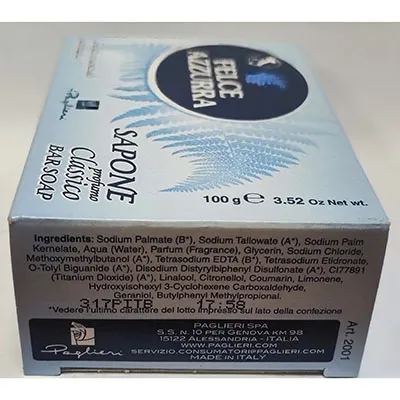 FELCE
AZZURRA
Paglieri
SAPONE
profumo
Classico
BAR SOAP
100 g e 3.52 Oz Net wt.
Ingredients: Sodium Palmate (B*), Sodium Tallowate (A*), Sodium Palm
Kernelate, Aqua (Water), Parfum (Fragrance), Glycerin, Sodium Chloride,
Methoxymethylbutanol (A*), Tetrasodium EDTA (B*), Tetrasodium Etidronate,
O-Tolyl Biguanide (A*), Disodium Distyrylbiphenyl Disulfonate (A*), CI77891
(Titanium Dioxide), Linalool, Citronellol, Coumarin, Limonene,
Hydroxyisohexyl 3-Cyclohexene Carboxaldehyde,
Geraniol, Butylphenyl Methylpropional.
17:58
*Vedere l'ultimo carattere del lotto impresso sul lato della confezione
Paglieri
PAGLIERI SPA
S.S. N. 10 PER GENOVA KM 98
15122 ALESSANDRIA - ITALIA
WWW.PAGLIERI.COM
SERVIZIO.CONSUMATORI@PAGLIERI.COM
MADE IN ITALY
Art. 2001